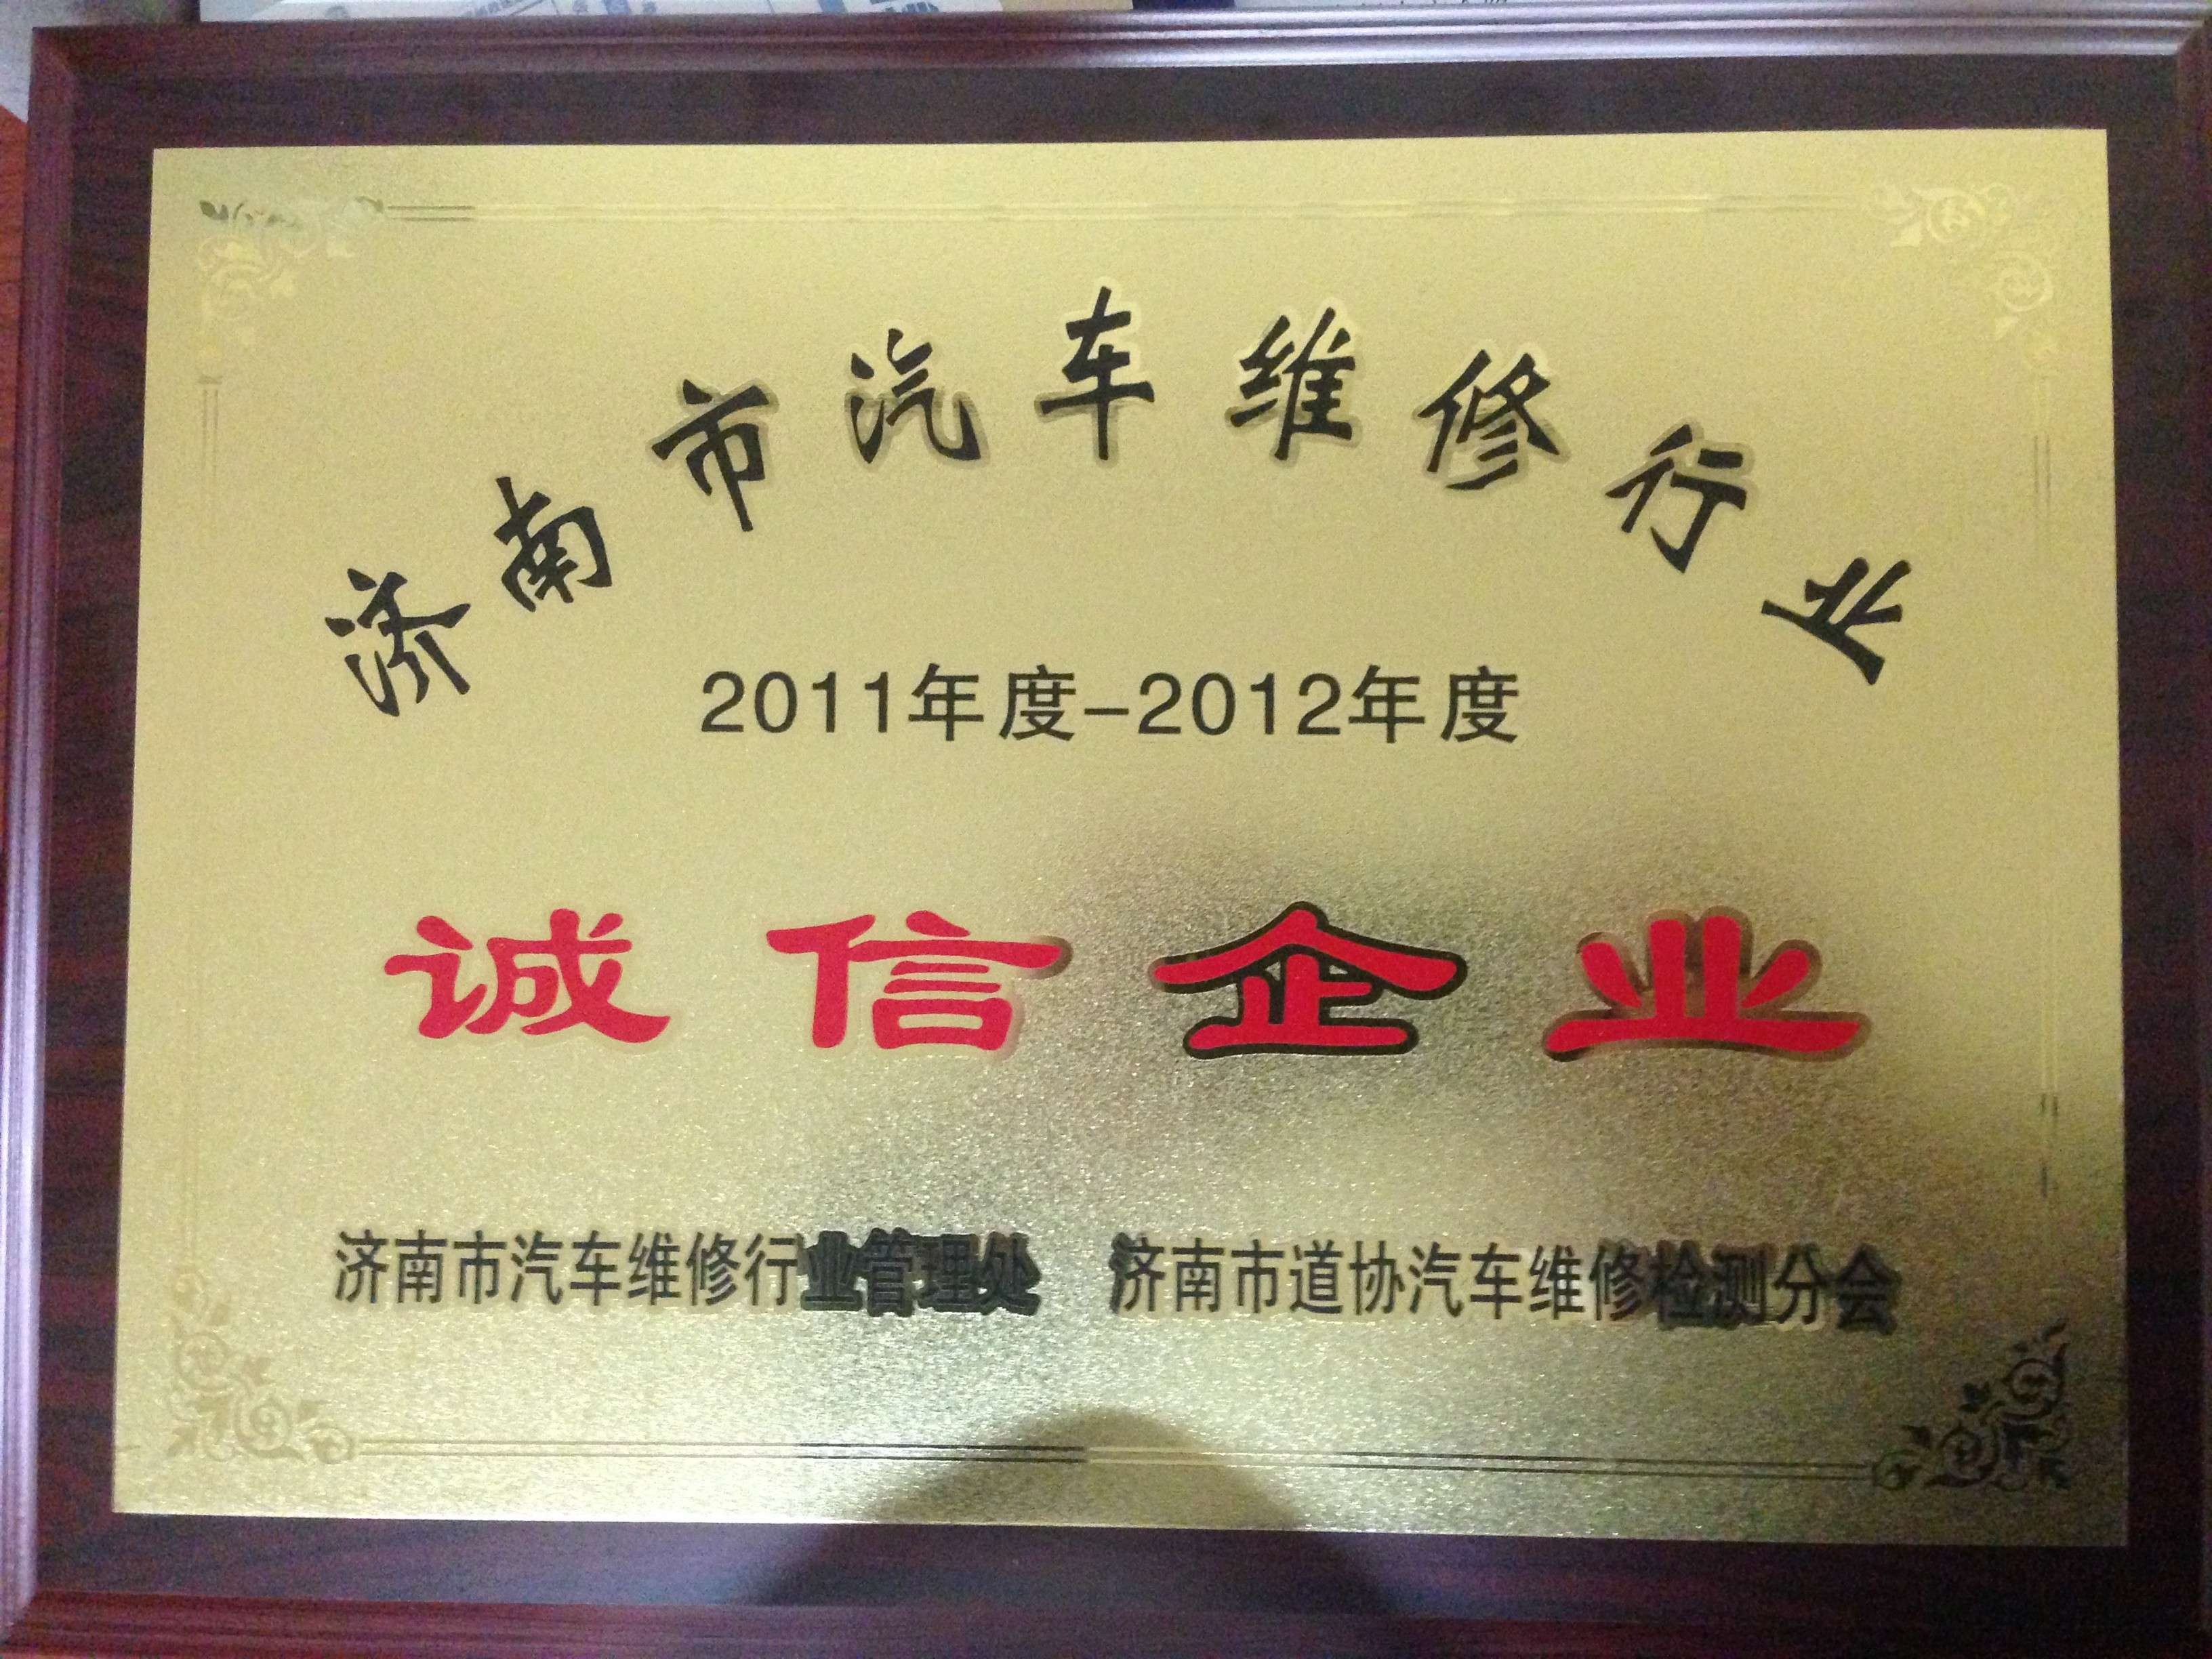 济南市汽车维修行业
2011年度-2012年度
诚信企业
济南市汽车维修行业管理处 济南市道协汽车维修检测分会